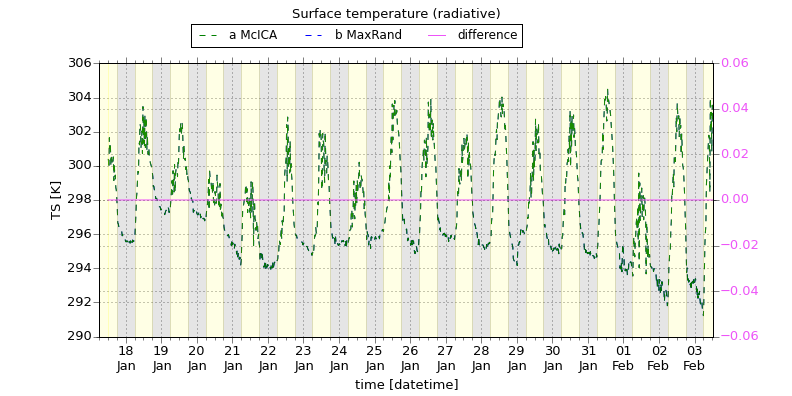 Surface temperature (radiative)
a McICA b MaxRand difference
306 0.06
304 0.04
302 0.02
300
298 0.00
296 −0.02
294
292 −0.04
290 −0.06
TS [K]
18 19 20 21 22 23 24 25 26 27 28 29 30 31 01 02 03
Jan Jan Jan Jan Jan Jan Jan Jan Jan Jan Jan Jan Jan Jan Feb Feb Feb
time [datetime]